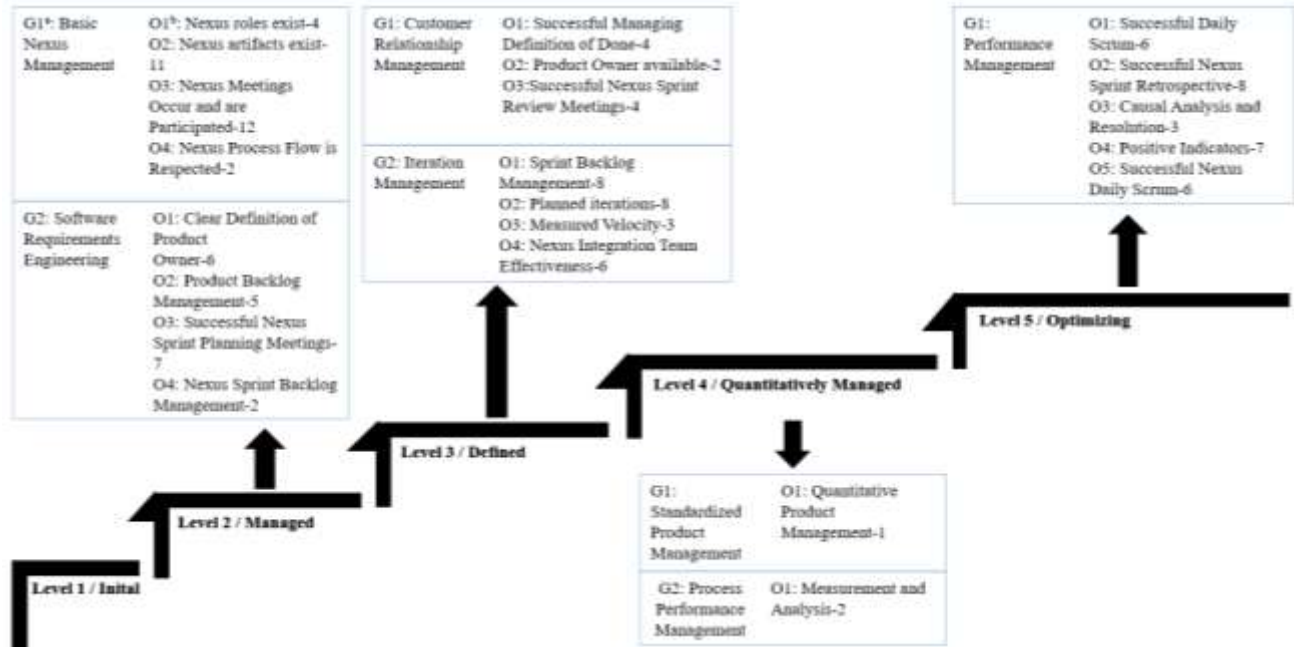 G1ᵃ: Basic
Nexus
Management
O1ᵇ: Nexus roles exist-4
O2: Nexus artifacts exist-
11
O3: Nexus Meetings
Occur and are
Participated-12
O4: Nexus Process Flow is
Respected-2
G2: Software
Requirements
Engineering
O1: Clear Definition of
Product
Owner-6
O2: Product Backlog
Management-5
O3: Successful Nexus
Sprint Planning Meetings-
7
O4: Nexus Sprint Backlog
Management-2
G1: Customer
Relationship
Management
O1: Successful Managing
Definition of Done-4
O2: Product Owner available-2
O3:Successful Nexus Sprint
Review Meetings-4
G2: Iteration
Management
O1: Sprint Backlog
Management-8
O2: Planned iterations-8
O3: Measured Velocity-3
O4: Nexus Integration Team
Effectiveness-6
G1:
Performance
Management
O1: Successful Daily
Scrum-6
O2: Successful Nexus
Sprint Retrospective-8
O3: Causal Analysis and
Resolution-3
O4: Positive Indicators-7
O5: Successful Nexus
Daily Scrum-6
Level 5 / Optimizing
Level 4 / Quantitatively Managed
Level 3 / Defined
Level 2 / Managed
Level 1 / Inital
G1:
Standardized
Product
Management
O1: Quantitative
Product
Management-1
G2: Process
Performance
Management
O1: Measurement and
Analysis-2